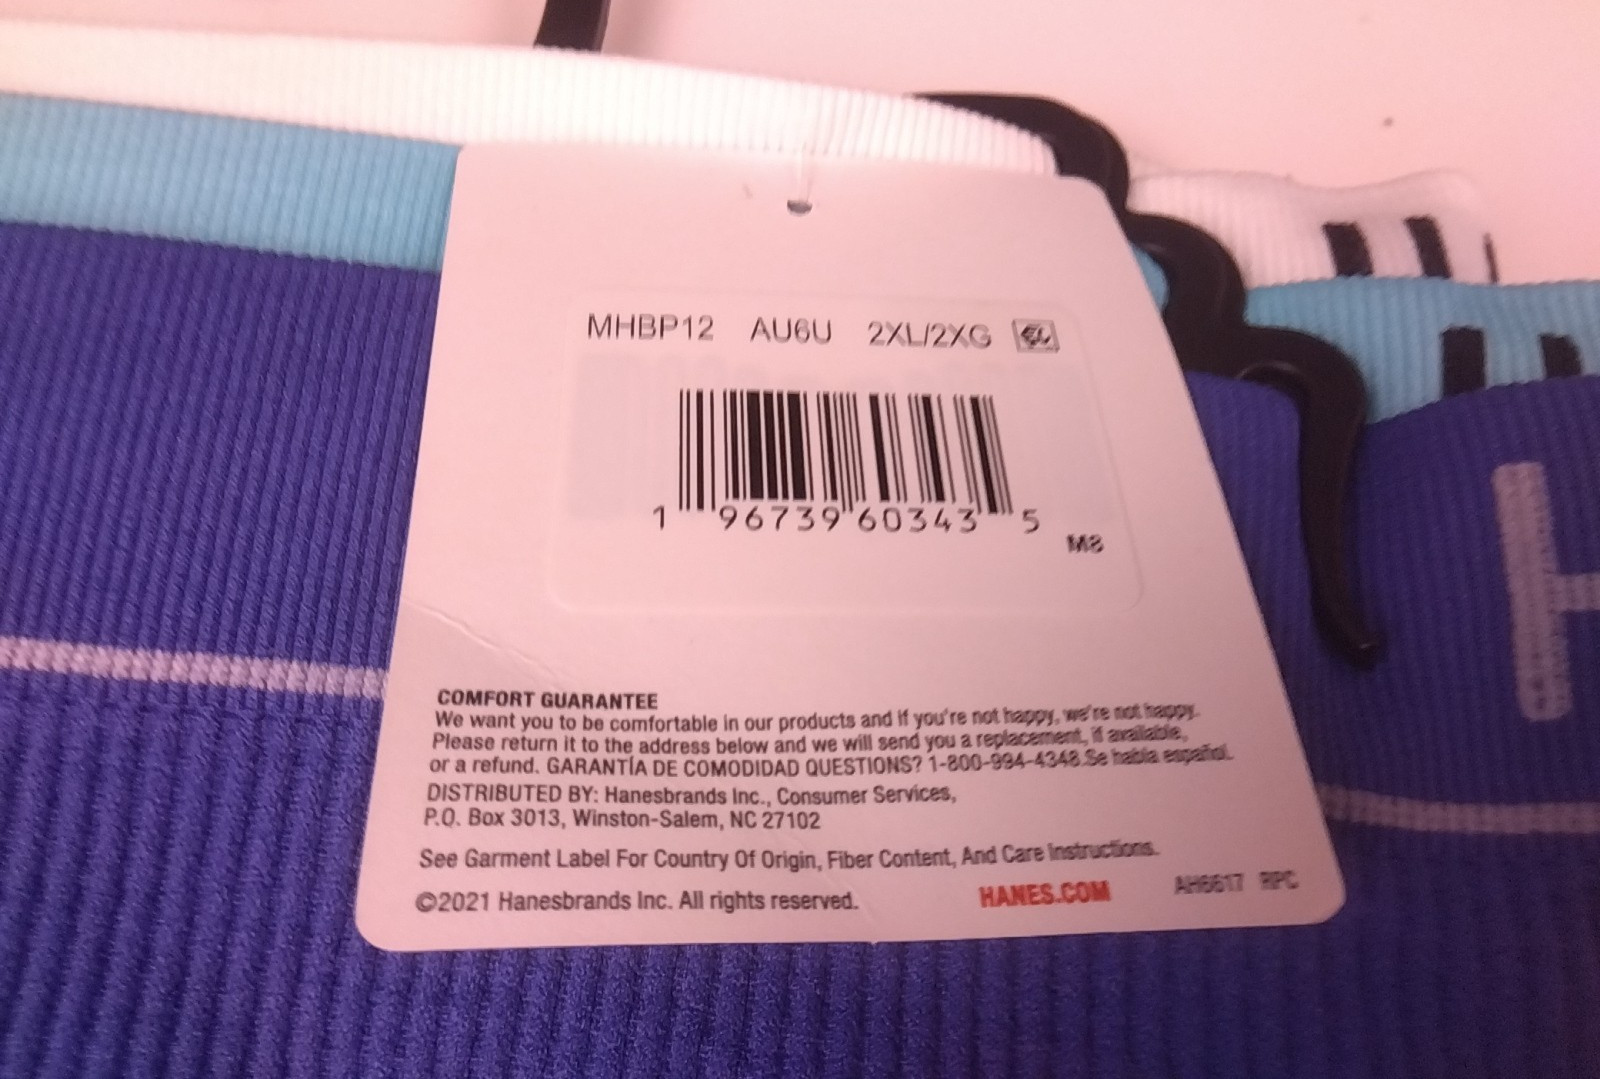 MHBP12 AU6U 2XL/2XG
1 96739 60343 5
M8
COMFORT GUARANTEE
We want you to be comfortable in our products and if you're not happy, we're not happy.
Please return it to the address below and we will send you a replacement, if available,
or a refund. GARANTÍA DE COMODIDAD QUESTIONS? 1-800-994-4348.Se habla español.
DISTRIBUTED BY: Hanesbrands Inc., Consumer Services,
P.O. Box 3013, Winston-Salem, NC 27102
See Garment Label For Country Of Origin, Fiber Content, And Care Instructions.
©2021 Hanesbrands Inc. All rights reserved.
HANES.COM
AH6617 RPC
H